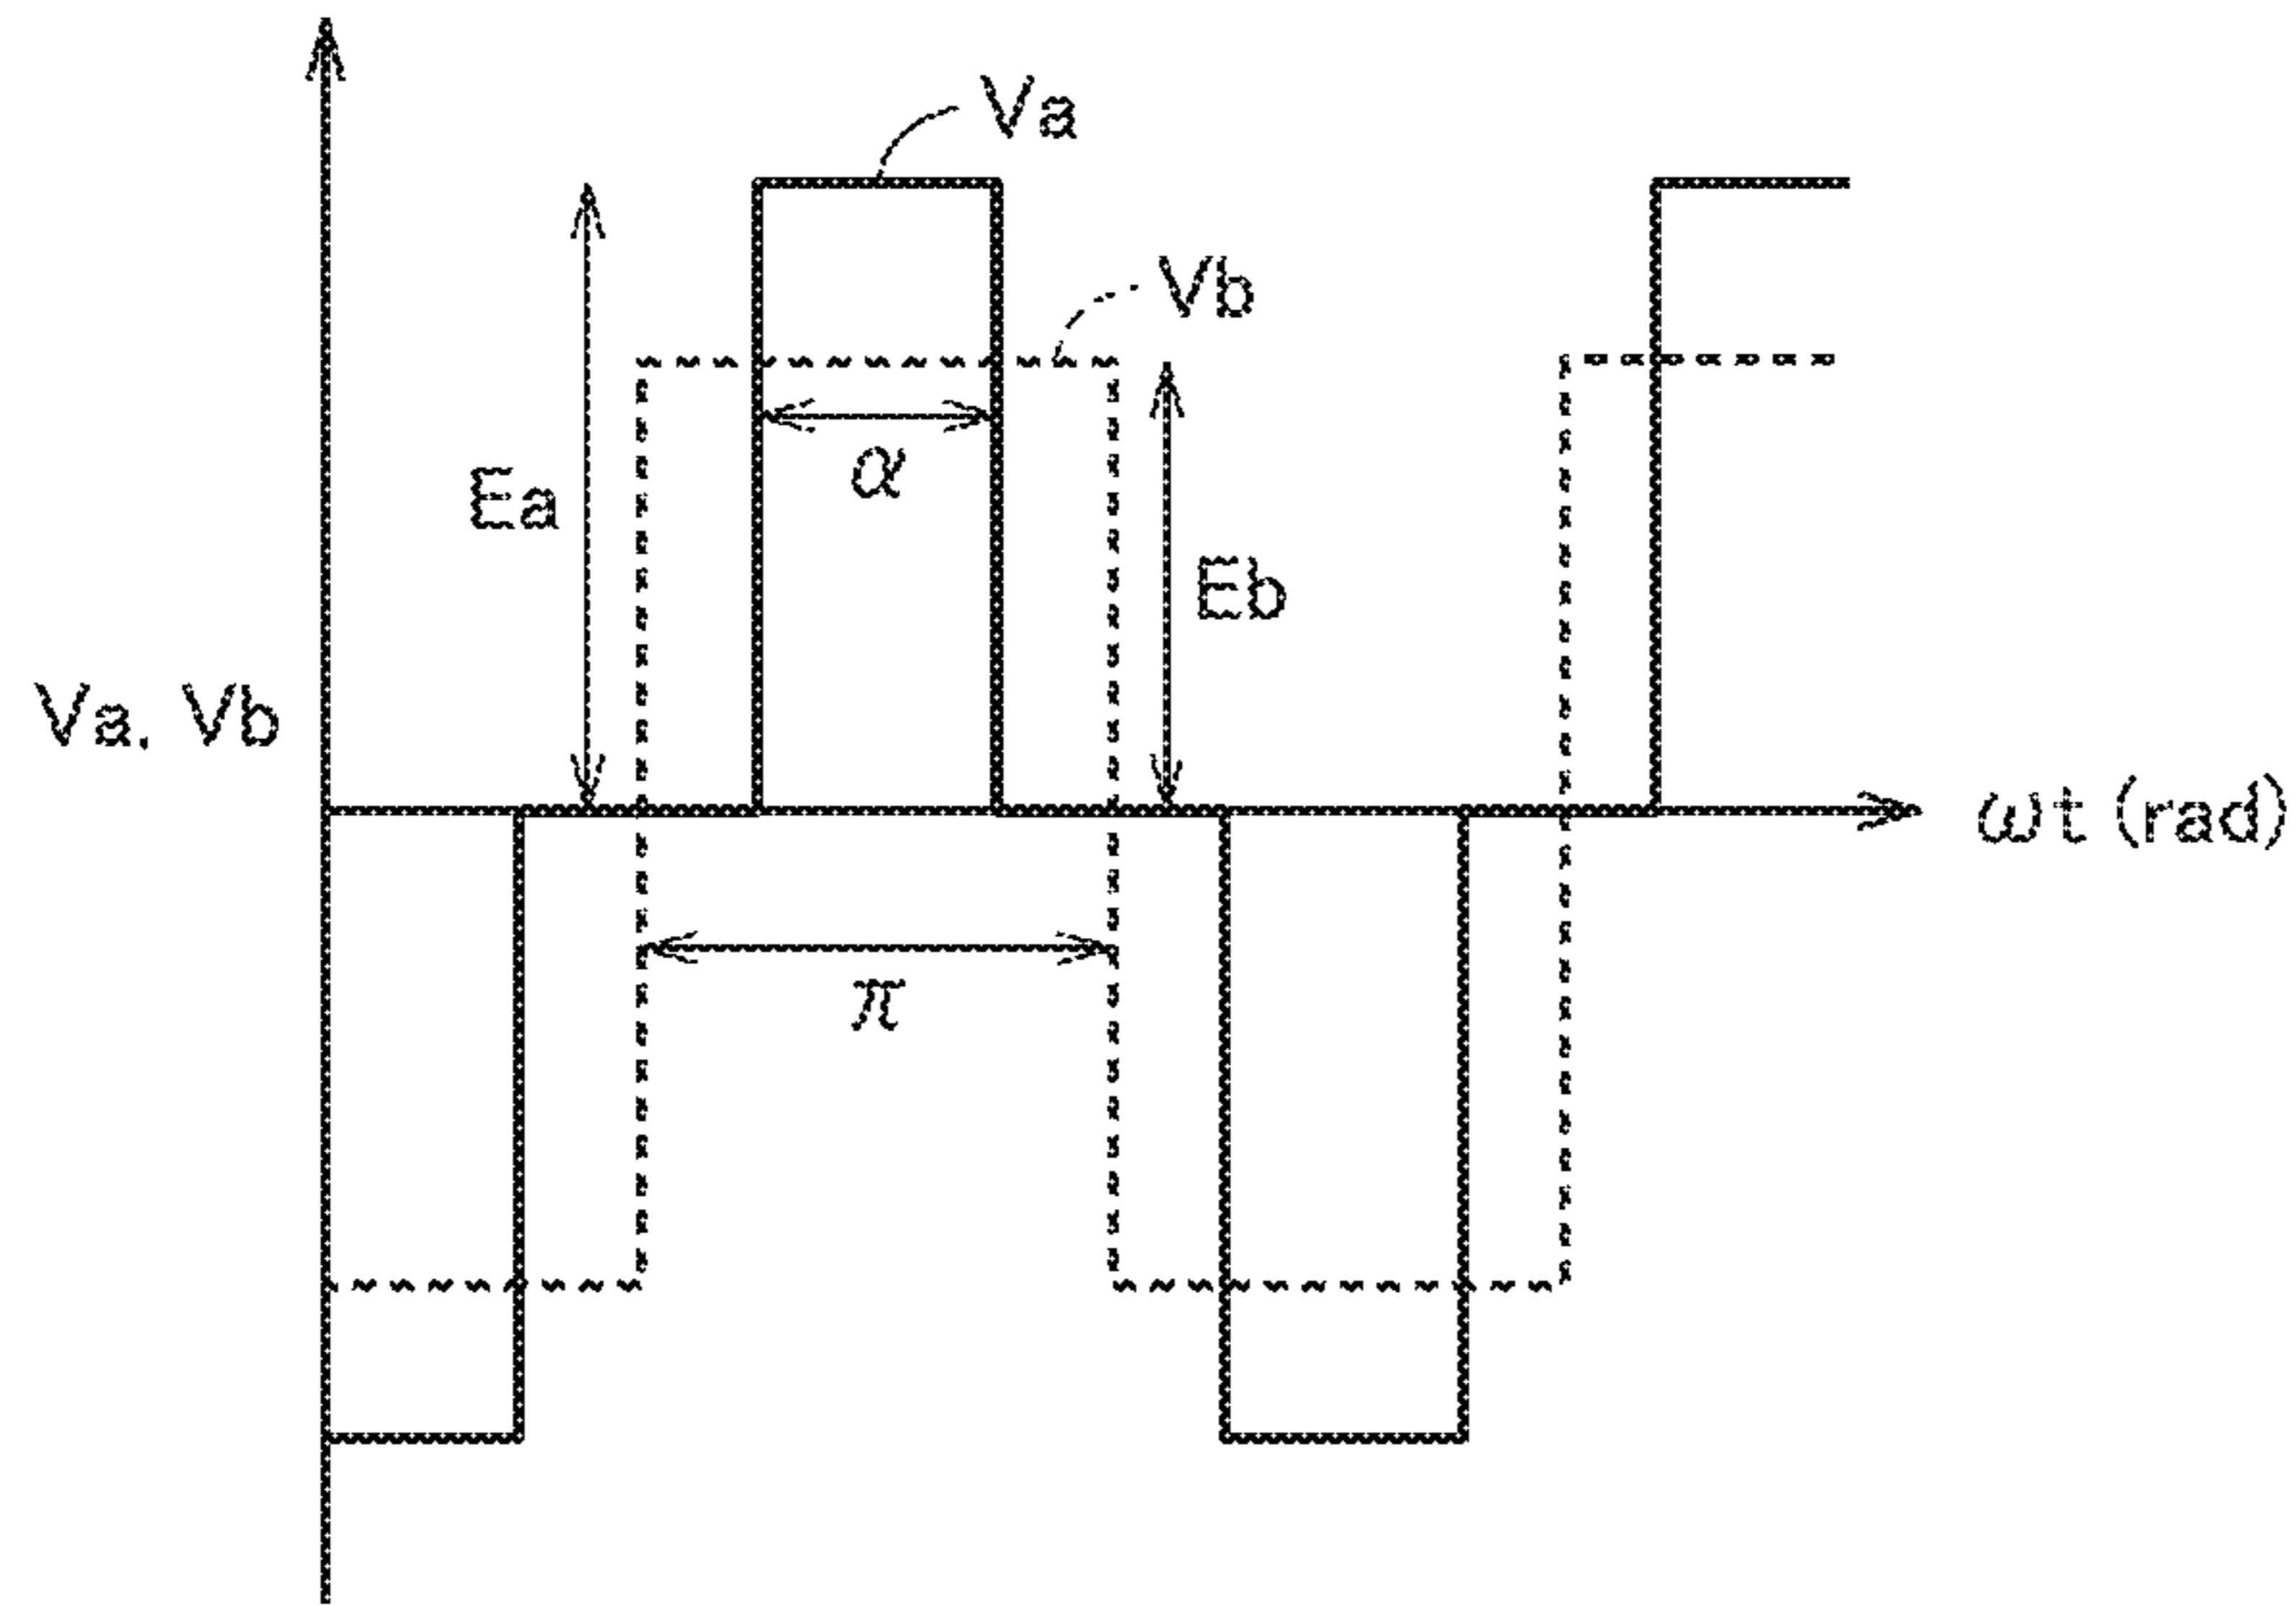 Va
Vb
α
Ea
Eb
Va, Vb
ωt (rad)
π